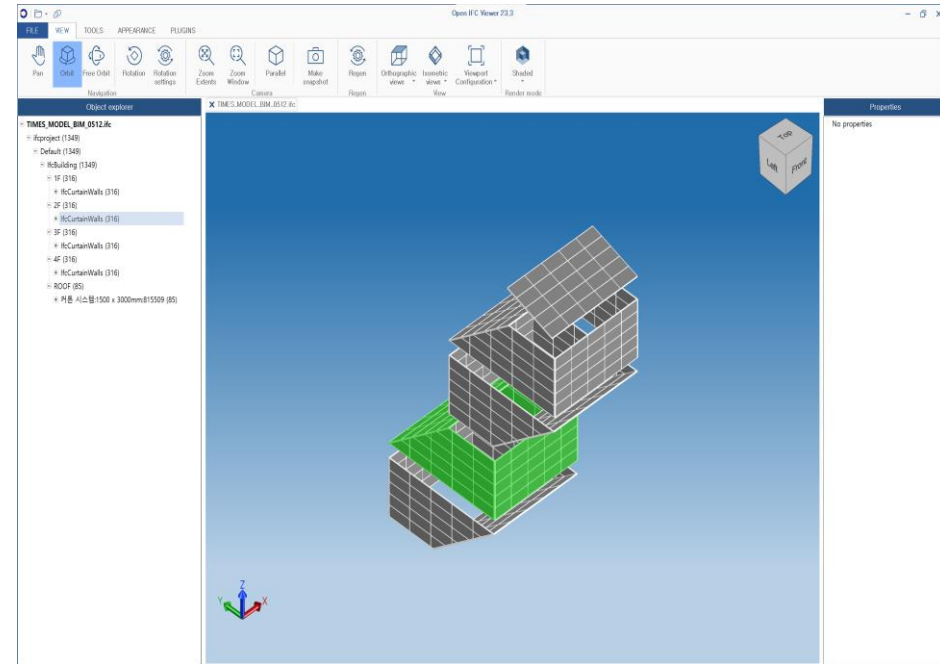 Open IFC Viewer 23.3
FILE VIEW TOOLS APPEARANCE PLUGINS
Pan Orbit Free Orbit Rotation Rotation settings Zoom Extents Zoom Window Parallel Make snapshot Regen Orthographic views Isometric views Viewport Configuration Shaded
Navigation Camera Regen View Render mode
Object explorer X TIMES_MODEL_BIM_0512.ifc Properties
TIMES_MODEL_BIM_0512.ifc No properties
ifcproject (1349)
Default (1349)
IfcBuilding (1349)
1F (316)
IfcCurtainWalls (316)
2F (316)
IfcCurtainWalls (316)
3F (316)
IfcCurtainWalls (316)
4F (316)
IfcCurtainWalls (316)
ROOF (85)
커튼 시스템:1500 x 3000mm:815509 (85)
Top
Left Front
Z
Y X